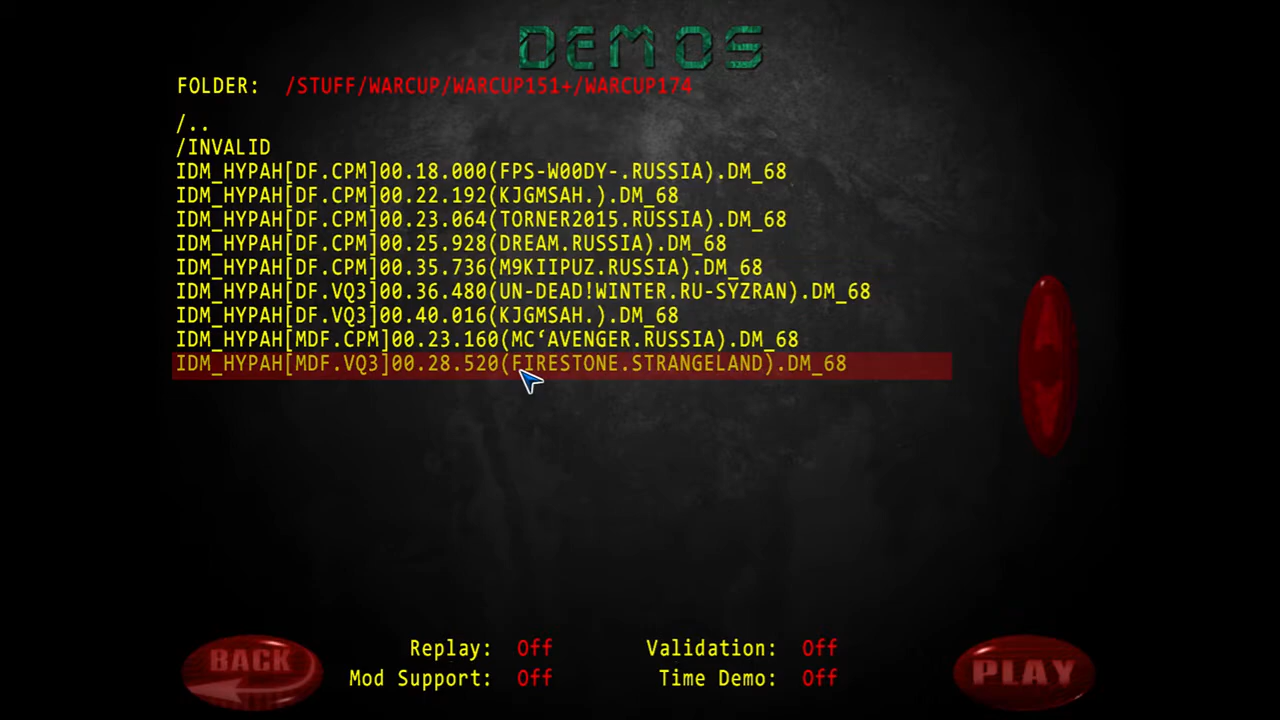 DEMOS
FOLDER: /STUFF/WARCUP/WARCUP151+/WARCUP174
/..
/INVALID
IDM_HYPAH[DF.CPM]00.18.000(FPS-W00DY-.RUSSIA).DM_68
IDM_HYPAH[DF.CPM]00.22.192(KJGMSAH.).DM_68
IDM_HYPAH[DF.CPM]00.23.064(TORNER2015.RUSSIA).DM_68
IDM_HYPAH[DF.CPM]00.25.928(DREAM.RUSSIA).DM_68
IDM_HYPAH[DF.CPM]00.35.736(M9KIIPUZ.RUSSIA).DM_68
IDM_HYPAH[DF.VQ3]00.36.480(UN-DEAD!WINTER.RU-SYZRAN).DM_68
IDM_HYPAH[DF.VQ3]00.40.016(KJGMSAH.).DM_68
IDM_HYPAH[MDF.CPM]00.23.160(MC‘AVENGER.RUSSIA).DM_68
IDM_HYPAH[MDF.VQ3]00.28.520(FIRESTONE.STRANGELAND).DM_68
Replay: Off Validation: Off
Mod Support: Off Time Demo: Off
BACK PLAY